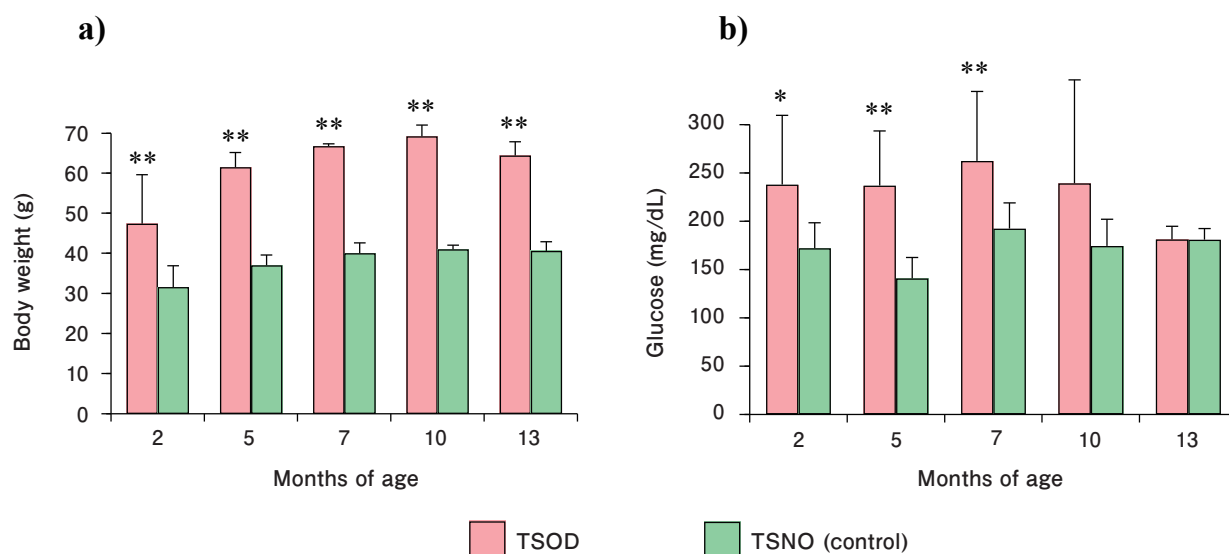 a)
**
**
**
**
**
70
60
50
40
30
20
10
0
Body weight (g)
2 5 7 10 13
Months of age
b)
*
**
**
300
250
200
150
100
50
0
Glucose (mg/dL)
2 5 7 10 13
Months of age
TSOD TSNO (control)